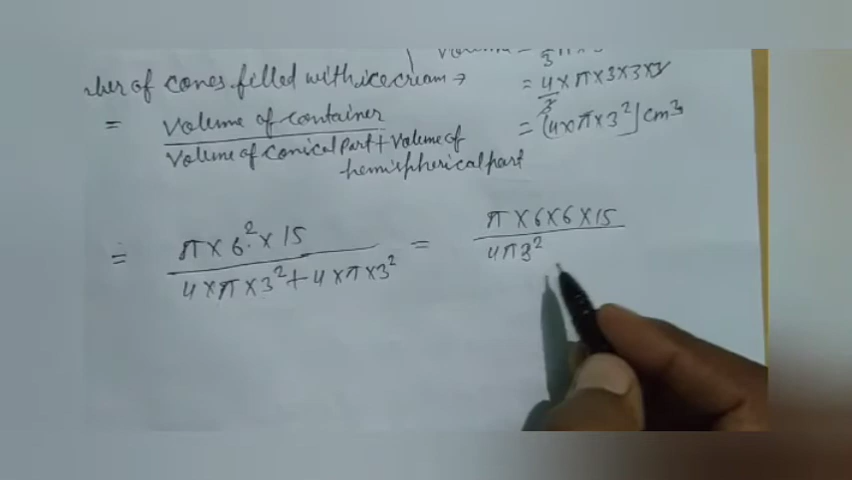 ber of cones filled with ice cream →
= 4/3 × π × 3 × 3 × 3
= Volume of container / Volume of conical part + Volume of hemispherical part
= (4 × π × 3²) cm³
= π × 6² × 15 / 4 × π × 3² + 4 × π × 3² = π × 6 × 6 × 15 / 4π3²